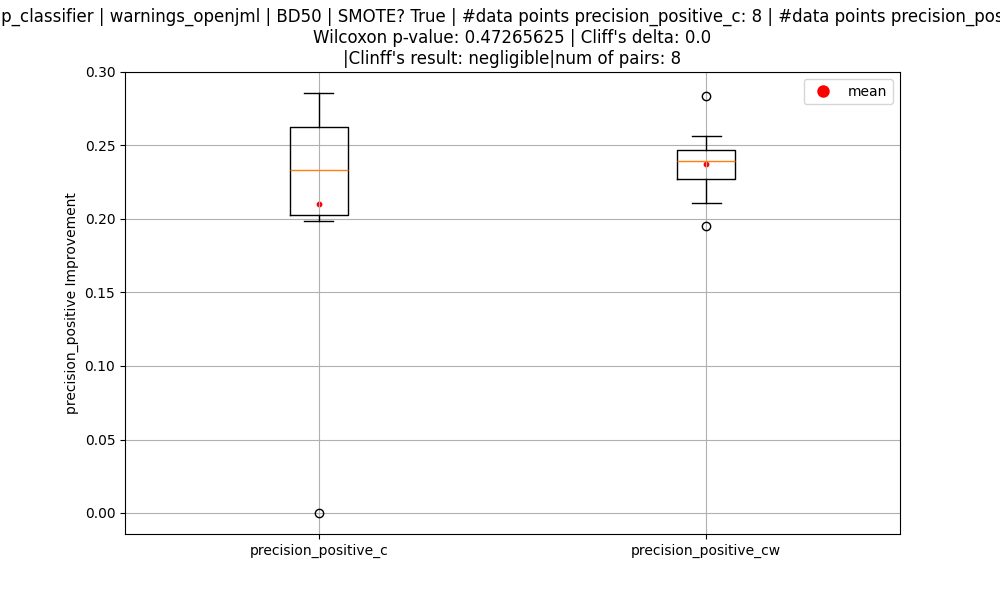 p_classifier | warnings_openjml | BD50 | SMOTE? True | #data points precision_positive_c: 8 | #data points precision_pos
Wilcoxon p-value: 0.47265625 | Cliff's delta: 0.0
|Clinff's result: negligible|num of pairs: 8
mean
0.30
0.25
0.20
0.15
0.10
0.05
0.00
precision_positive Improvement
precision_positive_c
precision_positive_cw